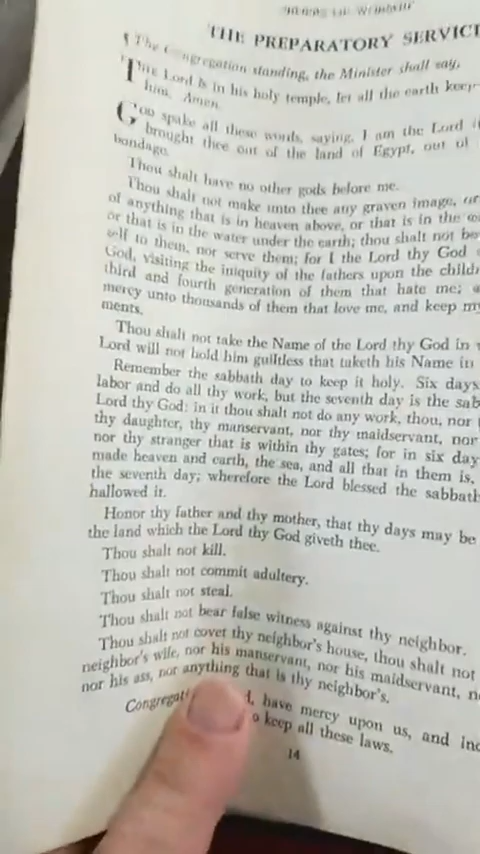 THE PREPARATORY SERVICE
¶ The Congregation standing, the Minister shall say,
THE Lord is in his holy temple, let all the earth keep
him. Amen.
GOD spake all these words, saying, I am the Lord
brought thee out of the land of Egypt, out of
bondage.
Thou shalt have no other gods before me.
Thou shalt not make unto thee any graven image, or
of anything that is in heaven above, or that is in the
or that is in the water under the earth; thou shalt not
self to them, nor serve them; for I the Lord thy God
God, visiting the iniquity of the fathers upon the
third and fourth generation of them that hate me;
mercy unto thousands of them that love me, and keep my
ments.
Thou shalt not take the Name of the Lord thy God in
Lord will not hold him guiltless that taketh his Name in
Remember the sabbath day to keep it holy. Six days
labor and do all thy work, but the seventh day is the sab
Lord thy God: in it thou shalt not do any work, thou, nor
thy daughter, thy manservant, nor thy maidservant, nor
nor thy stranger that is within thy gates; for in six day
made heaven and earth, the sea, and all that in them is,
the seventh day; wherefore the Lord blessed the sabbath
hallowed it.
Honor thy father and thy mother, that thy days may be
the land which the Lord thy God giveth thee.
Thou shalt not kill.
Thou shalt not commit adultery.
Thou shalt not steal.
Thou shalt not bear false witness against thy neighbor.
Thou shalt not covet thy neighbor's house, thou shalt not
neighbor's wife, nor his manservant, nor his maidservant,
nor his ass, nor anything that is thy neighbor's.
have mercy upon us, and
keep all these laws.
14